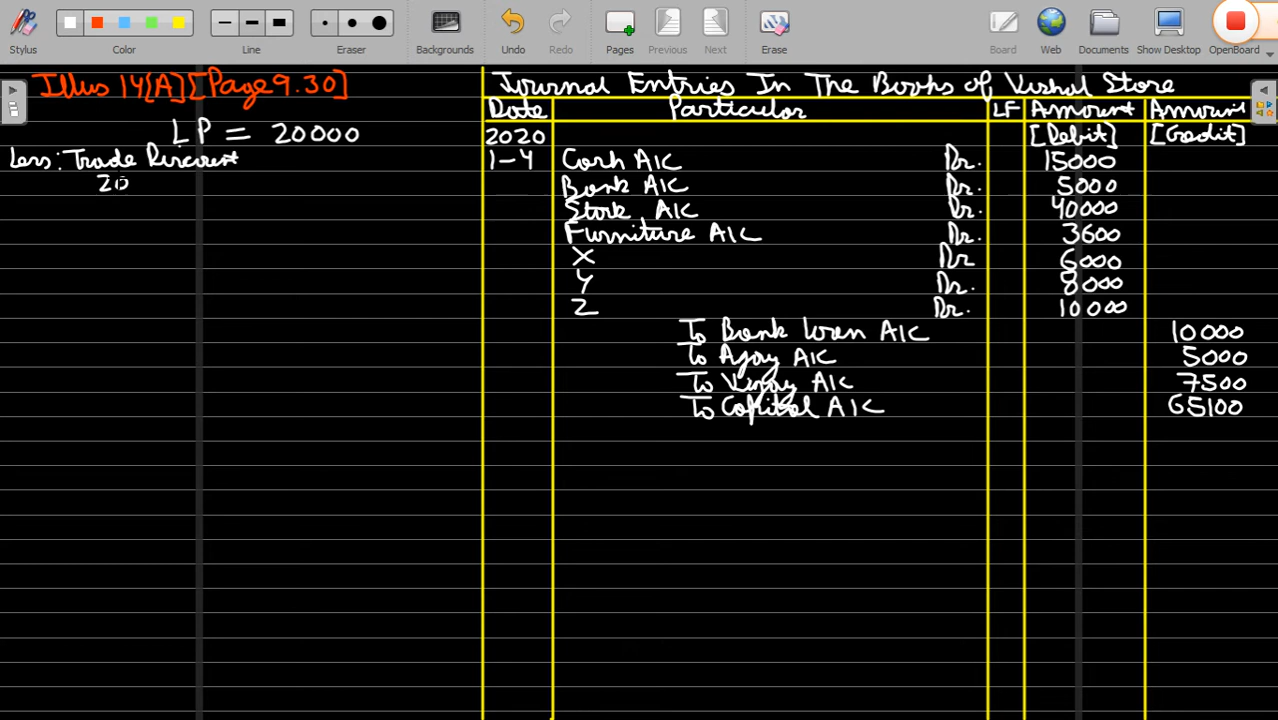 Stylus Color Line Eraser Backgrounds Undo Redo Pages Previous Next Erase Board Web Documents Show Desktop OpenBoard
Illus 14[A][Page 9.30]
LP = 20000
Less: Trade Discount
20
Journal Entries In The Books of Vishal Store
Date Particular LF Amount Amount
2020 [Debit] [Credit]
1-4 Cash A/C Dr. 15000
Bank A/C Dr. 5000
Stock A/C Dr. 40000
Furniture A/C Dr. 3600
X Dr 6000
Y Dr. 8000
Z Dr. 10000
To Bank Loan A/C 10000
To Ajay A/C 5000
To Vinay A/C 7500
To Capital A/C 65100